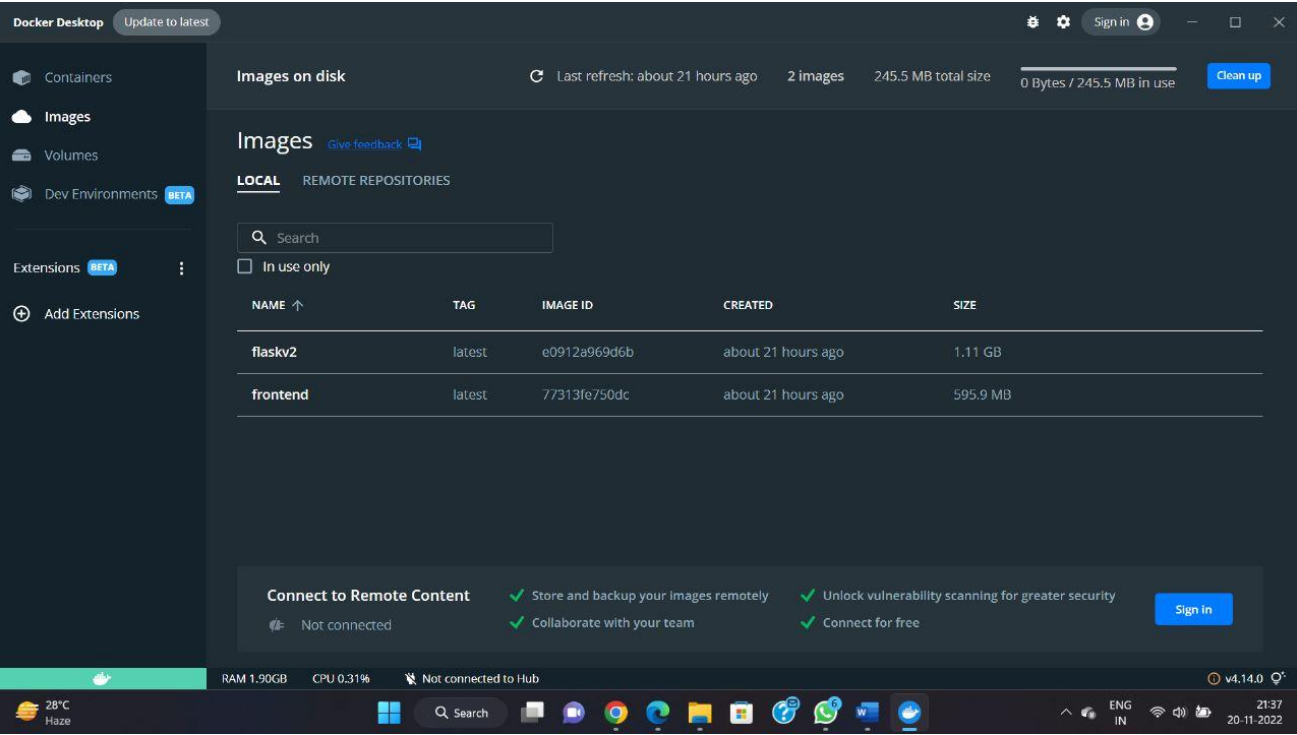 Docker Desktop Update to latest Sign in
Containers
Images
Volumes
Dev Environments BETA
Extensions BETA
Add Extensions
Images on disk Last refresh: about 21 hours ago 2 images 245.5 MB total size 0 Bytes / 245.5 MB in use Clean up
Images Give feedback
LOCAL REMOTE REPOSITORIES
Search
In use only
NAME TAG IMAGE ID CREATED SIZE
flaskv2 latest e0912a969d6b about 21 hours ago 1.11 GB
frontend latest 77313fe750dc about 21 hours ago 595.9 MB
Connect to Remote Content
Not connected
Store and backup your images remotely
Collaborate with your team
Unlock vulnerability scanning for greater security
Connect for free
Sign in
RAM 1.90GB CPU 0.31% Not connected to Hub v4.14.0
28°C
Haze
Search
6
ENG
IN
21:37
20-11-2022